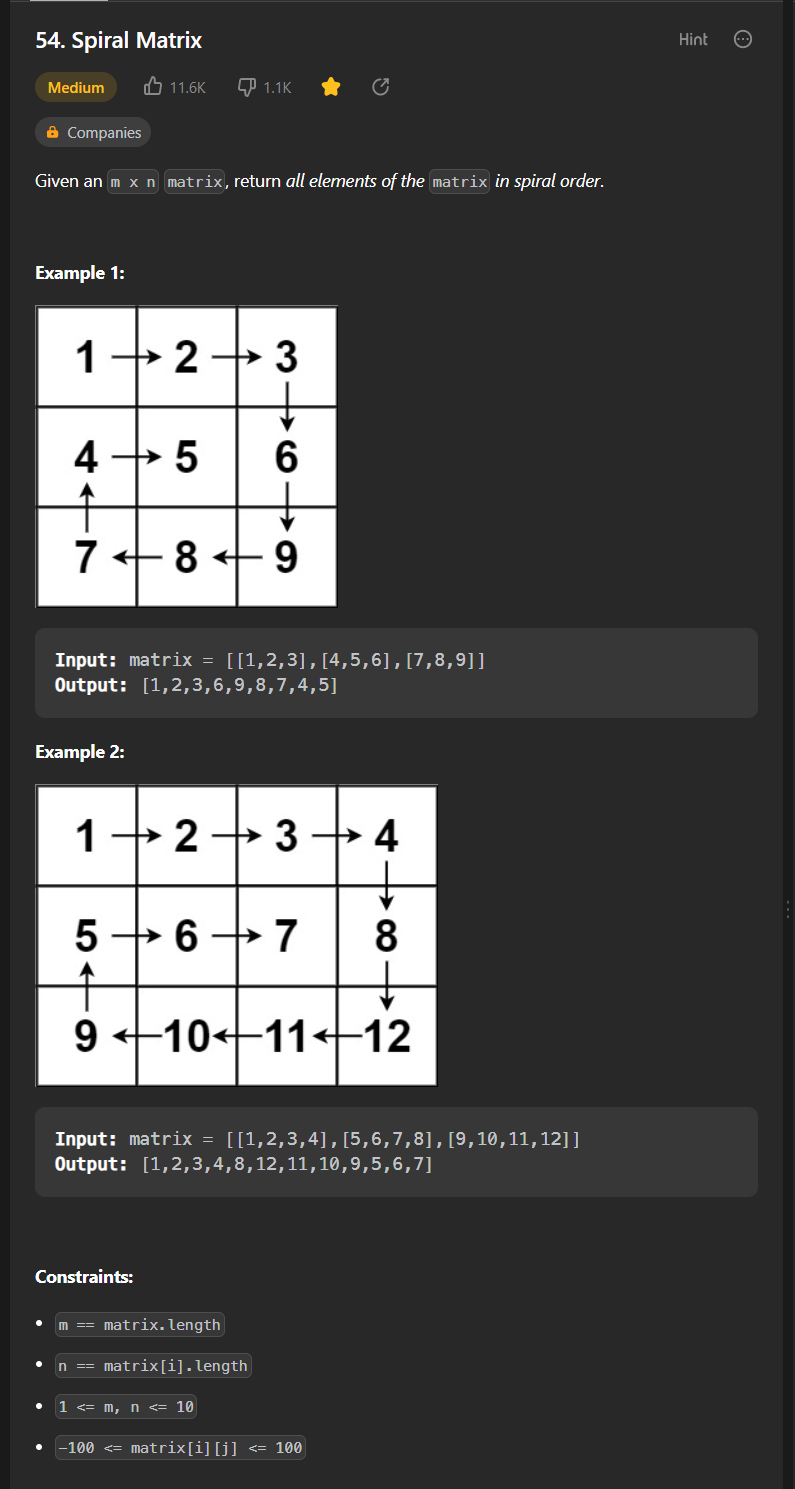 54. Spiral Matrix
Hint
Medium
11.6K
1.1K
Companies
Given an m x n matrix, return all elements of the matrix in spiral order.
Example 1:
1 2 3
4 5 6
7 8 9
Input: matrix = [[1,2,3],[4,5,6],[7,8,9]]
Output: [1,2,3,6,9,8,7,4,5]
Example 2:
1 2 3 4
5 6 7 8
9 10 11 12
Input: matrix = [[1,2,3,4],[5,6,7,8],[9,10,11,12]]
Output: [1,2,3,4,8,12,11,10,9,5,6,7]
Constraints:
• m == matrix.length
• n == matrix[i].length
• 1 <= m, n <= 10
• -100 <= matrix[i][j] <= 100